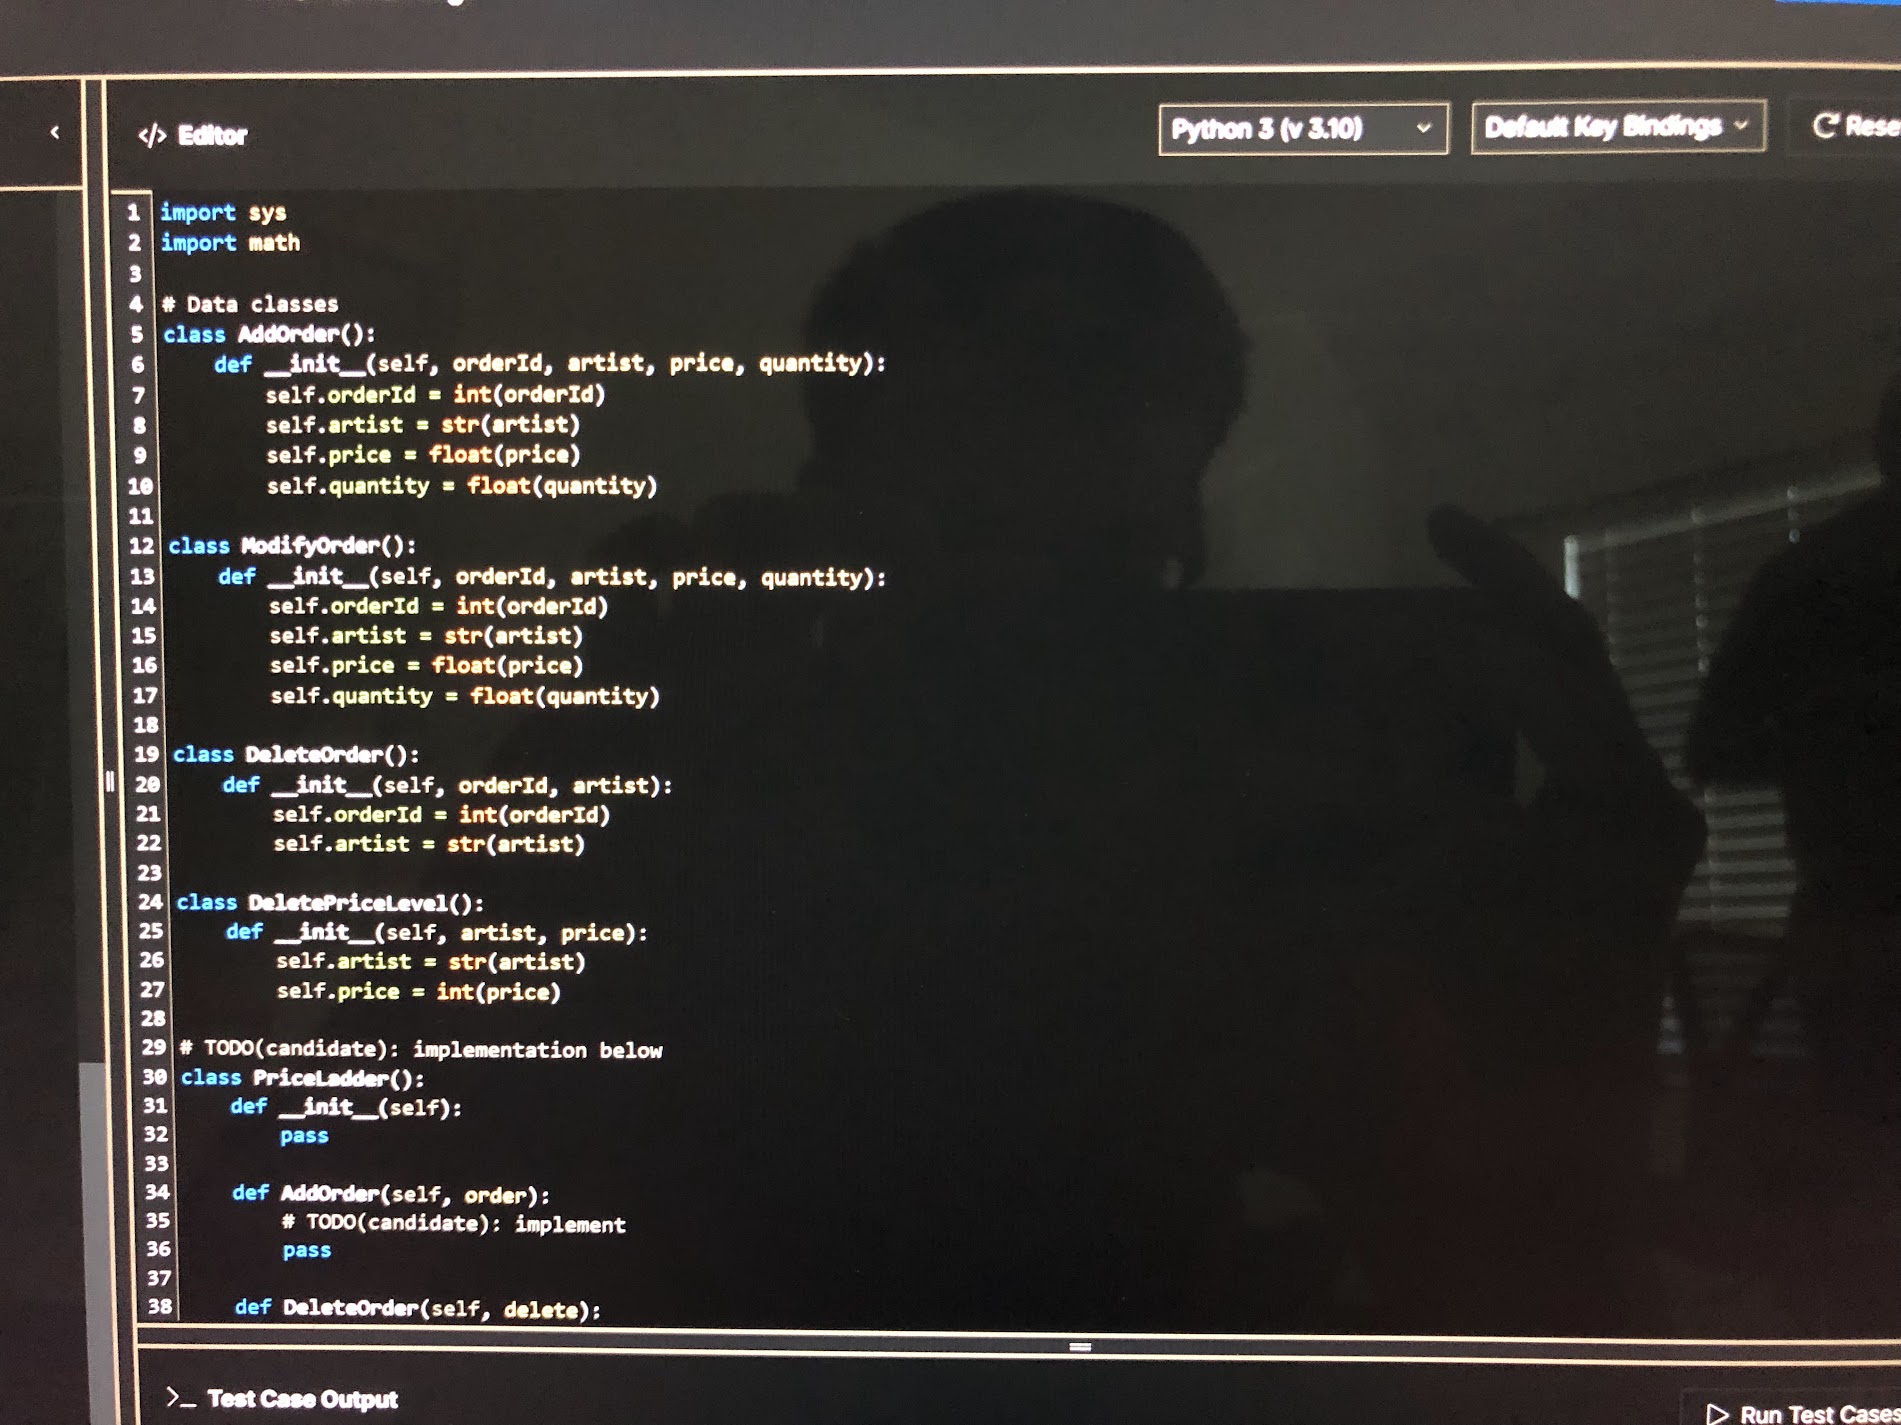 </> Editor
Python 3 (v 3.10)
Default Key Bindings
1 import sys
2 import math
3
4 # Data classes
5 class AddOrder():
6     def __init__(self, orderId, artist, price, quantity):
7         self.orderId = int(orderId)
8         self.artist = str(artist)
9         self.price = float(price)
10         self.quantity = float(quantity)
11
12 class ModifyOrder():
13     def __init__(self, orderId, artist, price, quantity):
14         self.orderId = int(orderId)
15         self.artist = str(artist)
16         self.price = float(price)
17         self.quantity = float(quantity)
18
19 class DeleteOrder():
20     def __init__(self, orderId, artist):
21         self.orderId = int(orderId)
22         self.artist = str(artist)
23
24 class DeletePriceLevel():
25     def __init__(self, artist, price):
26         self.artist = str(artist)
27         self.price = int(price)
28
29 # TODO(candidate): implementation below
30 class PriceLadder():
31     def __init__(self):
32         pass
33
34     def AddOrder(self, order):
35         # TODO(candidate): implement
36         pass
37
38     def DeleteOrder(self, delete):
>_ Test Case Output
Run Test Cases